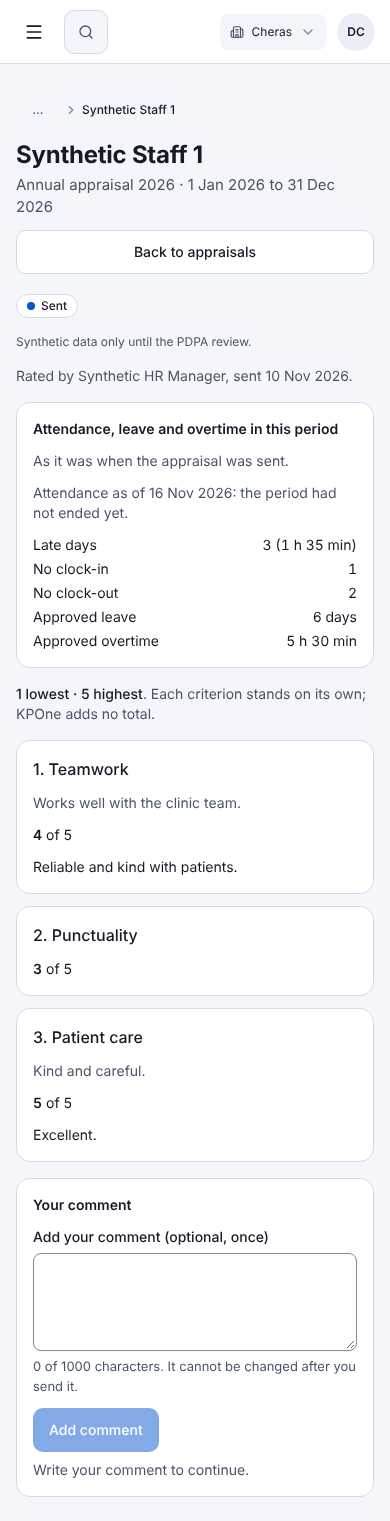 Cheras
DC
...
Synthetic Staff 1
Synthetic Staff 1
Annual appraisal 2026 · 1 Jan 2026 to 31 Dec
2026
Back to appraisals
Sent
Synthetic data only until the PDPA review.
Rated by Synthetic HR Manager, sent 10 Nov 2026.
Attendance, leave and overtime in this period
As it was when the appraisal was sent.
Attendance as of 16 Nov 2026: the period had
not ended yet.
Late days 3 (1 h 35 min)
No clock-in 1
No clock-out 2
Approved leave 6 days
Approved overtime 5 h 30 min
1 lowest · 5 highest. Each criterion stands on its own;
KPOne adds no total.
1. Teamwork
Works well with the clinic team.
4 of 5
Reliable and kind with patients.
2. Punctuality
3 of 5
3. Patient care
Kind and careful.
5 of 5
Excellent.
Your comment
Add your comment (optional, once)
0 of 1000 characters. It cannot be changed after you
send it.
Add comment
Write your comment to continue.